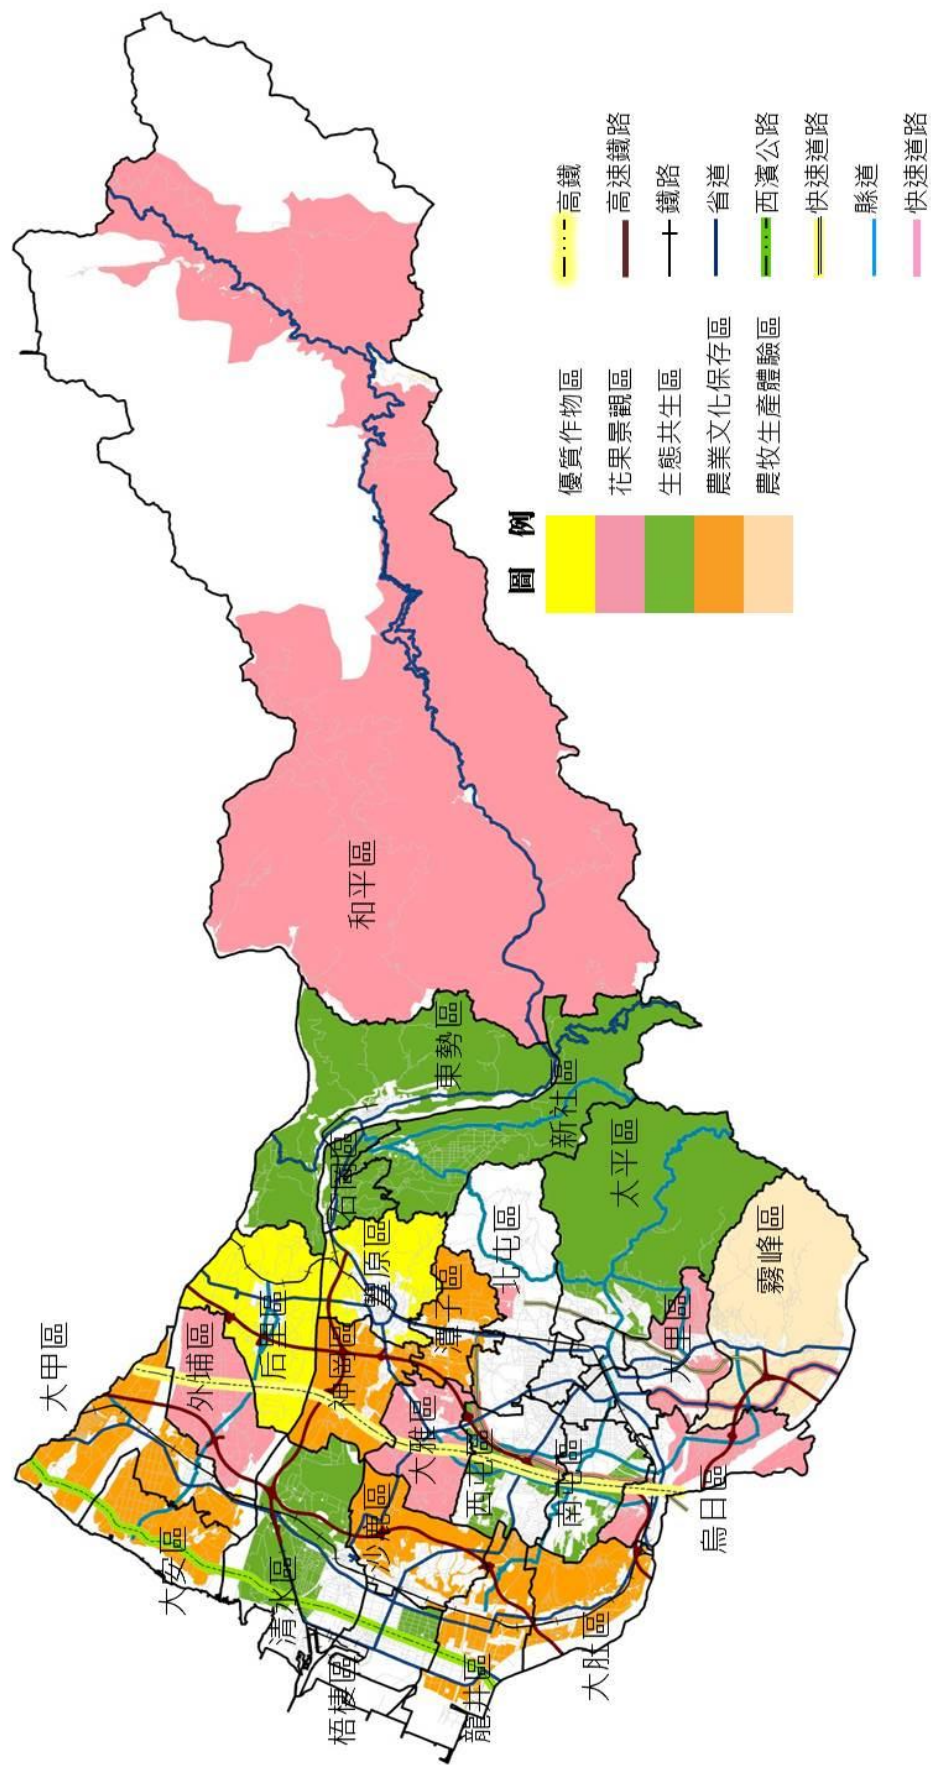 大甲區
大安區
外埔區
后里區
清水區
梧棲區
神岡區
石岡區
豐原區
和平區
沙鹿區
大雅區
潭子區
東勢區
龍井區
西屯區
北屯區
新社區
南屯區
大肚區
太平區
大里區
烏日區
霧峰區
圖 例
優質作物區
花果景觀區
生態共生區
農業文化保存區
農牧生產體驗區
高鐵
高速鐵路
鐵路
省道
西濱公路
快速道路
縣道
快速道路